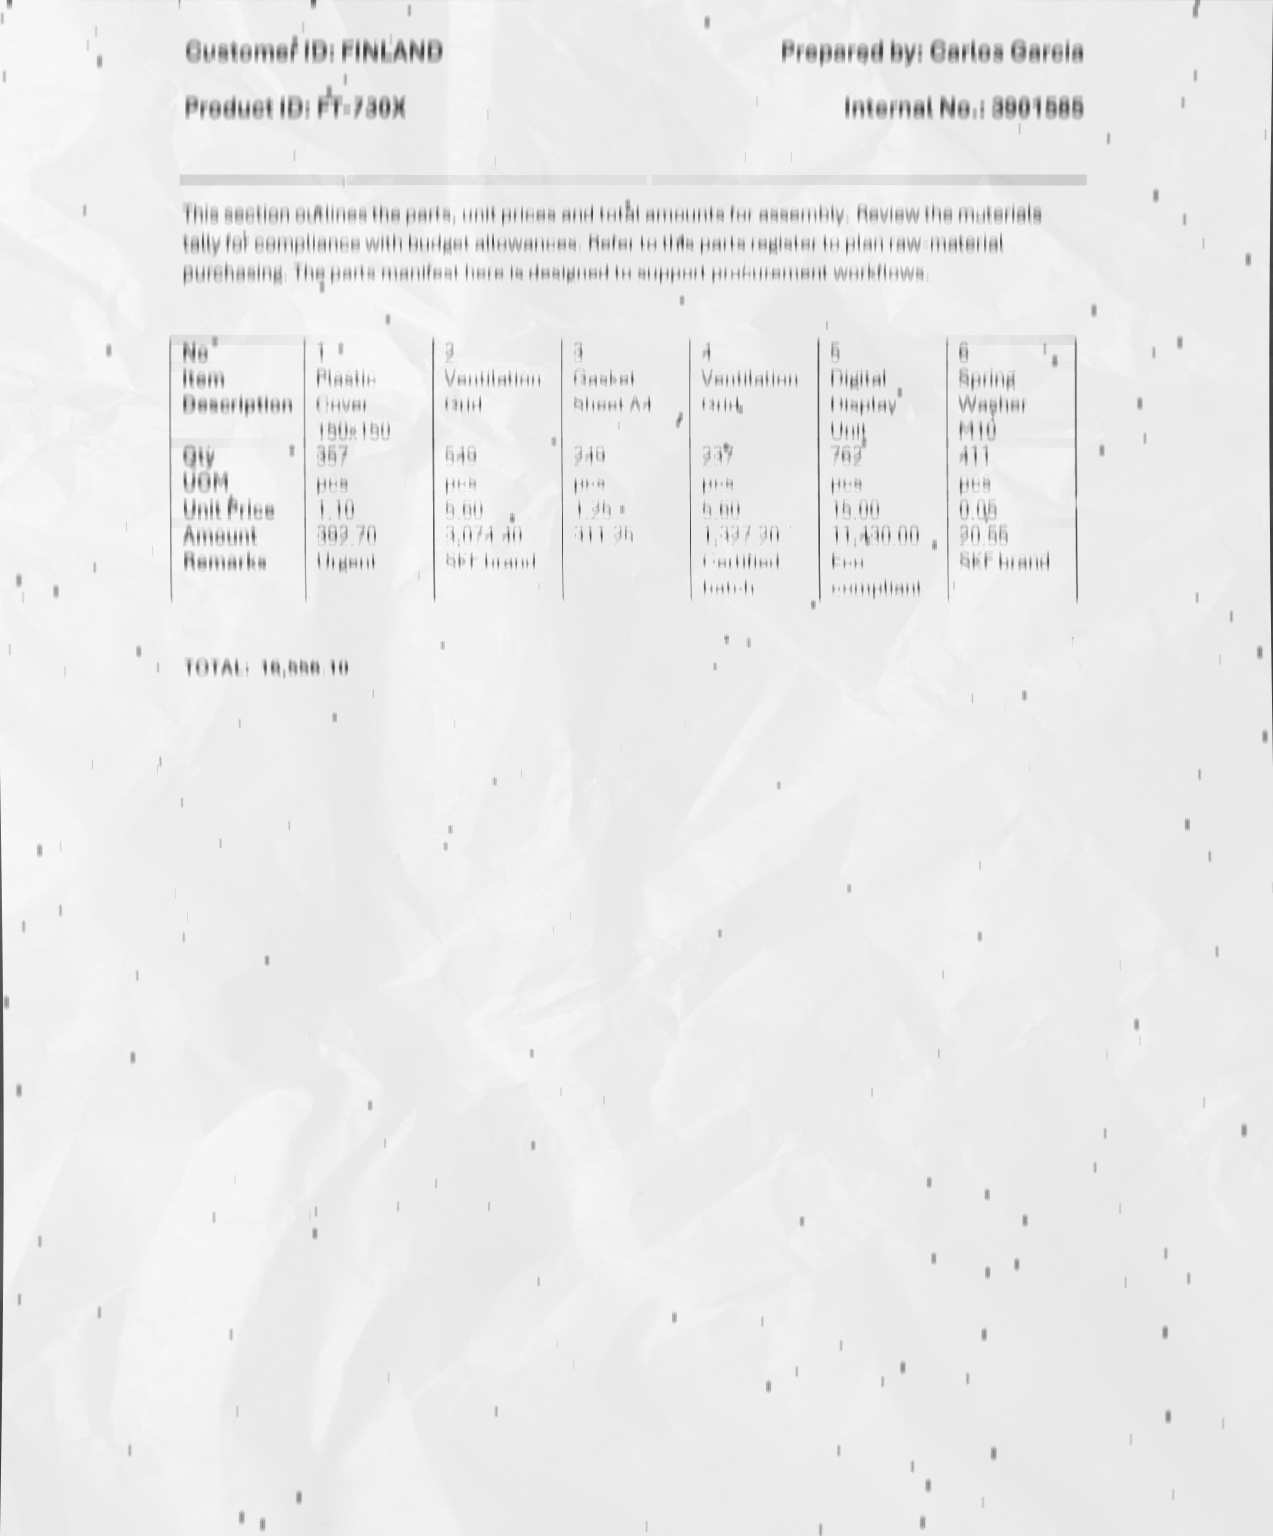 Customer ID: FINLAND Prepared by: Carlos Garcia
Product ID: FT-730X Internal No.: 3901585
This section outlines the parts, unit prices and total amounts for assembly. Review the materials
tally for compliance with budget allowances. Refer to this parts register to plan raw-material
purchasing. The parts manifest here is designed to support procurement workflows.
No 1 2 3 4 5 6
Item Plastic Ventilation Gasket Ventilation Digital Spring
Description Cover Grid Sheet A4 Grid Display Washer
150x150 Unit M10
Qty 357 549 249 237 762 411
UOM pcs pcs pcs pcs pcs pcs
Unit Price 1.10 5.60 1.25 5.60 15.00 0.05
Amount 392.70 3,074.40 311.25 1,327.20 11,430.00 20.55
Remarks Urgent SKF brand Certified Eco SKF brand
batch compliant
TOTAL: 16,556.10